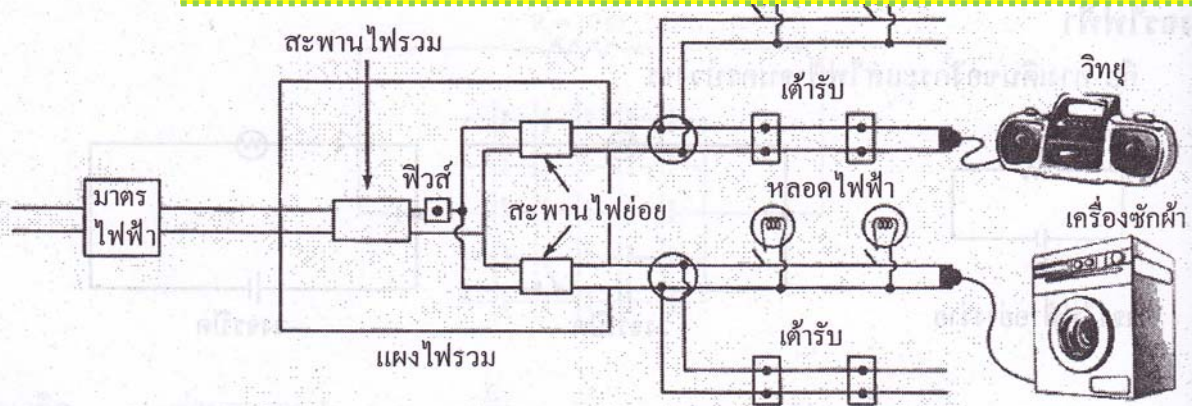 สะพานไฟรวม
เต้ารับ
วิทยุ
ฟิวส์
มาตร
ไฟฟ้า
สะพานไฟย่อย
หลอดไฟฟ้า
เครื่องซักผ้า
แผงไฟรวม
เต้ารับ